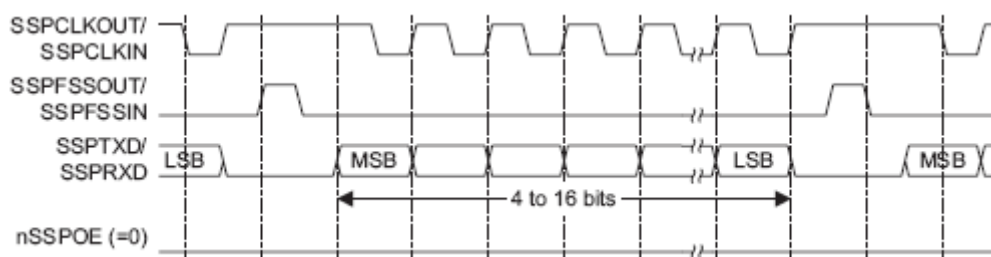 SSPCLKOUT/
SSPCLKIN
SSPFSSOUT/
SSPFSSIN
SSPTXD/
SSPRXD
LSB
MSB
LSB
MSB
4 to 16 bits
nSSPOE (=0)